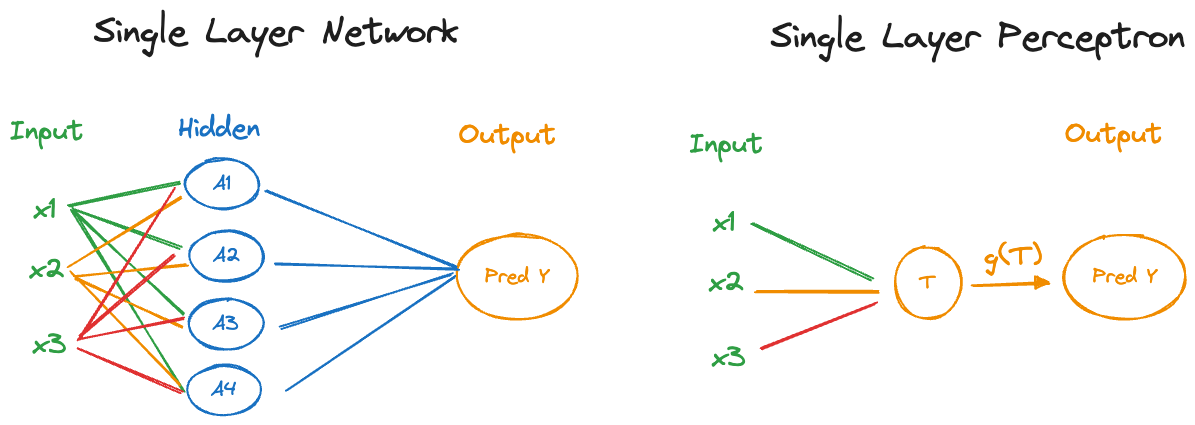 Single Layer Network
Input
Hidden
Output
x1
x2
x3
A1
A2
A3
A4
Pred Y
Single Layer Perceptron
Input
Output
x1
x2
x3
T
g(T)
Pred Y